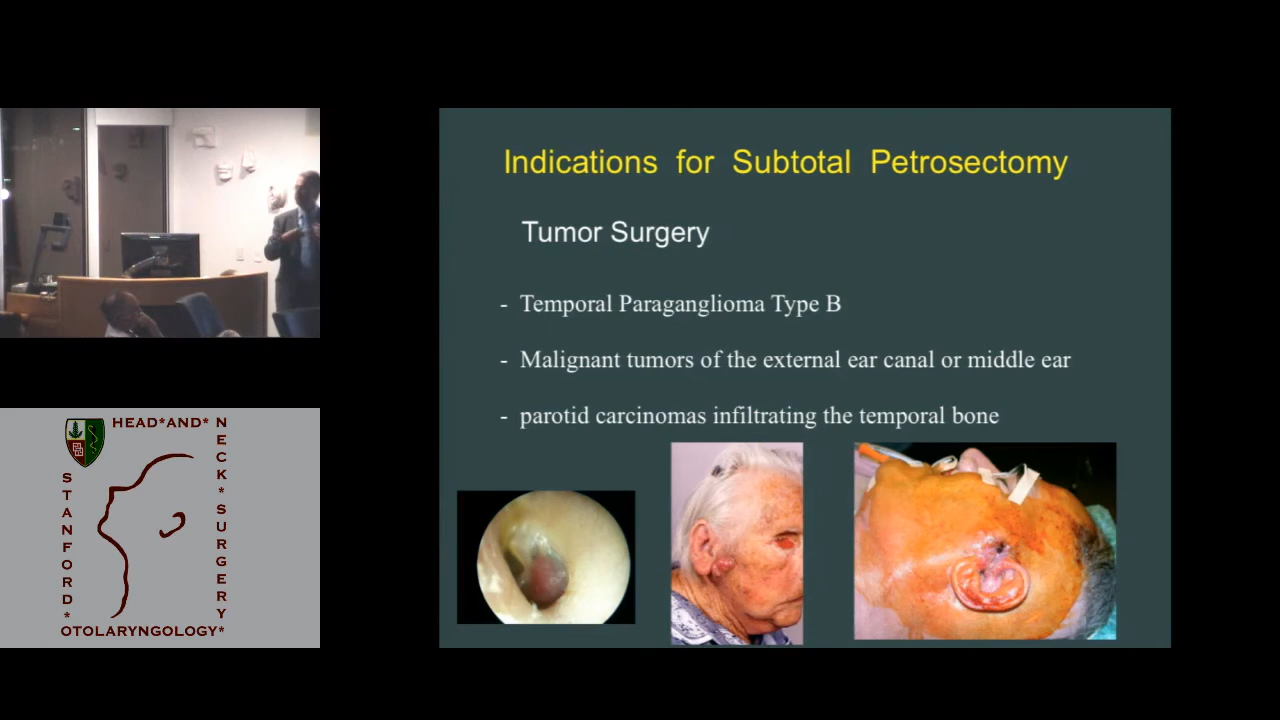 Indications for Subtotal Petrosectomy
Tumor Surgery
- Temporal Paraganglioma Type B
- Malignant tumors of the external ear canal or middle ear
- parotid carcinomas infiltrating the temporal bone
HEAD*AND*
NECK*SURGERY*
STANFORD*
OTOLARYNGOLOGY*